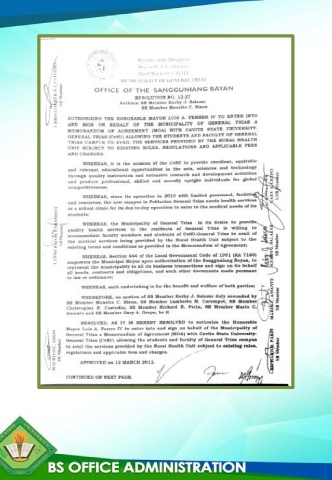 Republic of the Philippines
MUNICIPALITY OF GENERAL TRIAS
OFFICE OF THE SANGGUNIANG BAYAN
RESOLUTION NO. 13-27
Authors: SB Member Kerby J. Salazar
SB Member
AUTHORIZING THE HONORABLE MAYOR LUIS A. FERRER IV TO ENTER INTO
AND SIGN ON BEHALF OF THE MUNICIPALITY OF GENERAL TRIAS A
MEMORANDUM OF AGREEMENT (MOA) WITH CAVITE STATE UNIVERSITY-
GENERAL TRIAS (CvSU) ALLOWING THE STUDENTS AND FACULTY OF GENERAL
TRIAS CAMPUS TO AVAIL THE SERVICES PROVIDED BY THE RURAL HEALTH
UNIT SUBJECT TO EXISTING RULES, REGULATIONS AND APPLICABLE FEES
AND CHARGES.
WHEREAS, it is the mission of the CvSU to provide excellent, equitable
and relevant educational opportunities in the arts, sciences and technology
through quality instruction and extensive research and development activities
and produce professional, skilled and morally upright individuals for global
competitiveness;
WHEREAS, since its operation in 2010 with limited personnel, facilities
and resources, the new campus in General Trias needs health services
or a school clinic for its day-to-day operation to cater to the medical needs of the
students;
WHEREAS, the Municipality of General Trias in its desire to provide
quality health services to the residents of General Trias is willing to
accommodate faculty members and students of CvSU-General Trias to avail of
the medical services being provided by the Rural Health Unit subject to the
existing terms and conditions as provided in the Memorandum of Agreement;
WHEREAS, Section 444 of the Local Government Code of 1991 (RA 7160)
empowers the Municipal Mayor upon authorization of the Sangguniang Bayan, to
represent the municipality in all its business transactions and sign on its behalf
all bonds, contracts and obligations, and such other documents made pursuant
to law or ordinance;
WHEREAS, such undertaking is for the benefit and welfare of both parties;
WHEREFORE, on motion of SB Member Kerby J. Salazar duly seconded by
SB Member
Christopher SB Member SB Member Mario C.
and SB Member Gary A. Grepo, be it
RESOLVED, AS IT IS HEREBY RESOLVED to authorize the Honorable
Mayor Luis A. Ferrer IV to enter into and sign on behalf of the Municipality of
General Trias a Memorandum of Agreement (MOA) with Cavite State University-
General Trias (CvSU) allowing the students and faculty of General Trias campus
to avail the services provided by the Rural Health Unit subject to existing rules,
regulations and applicable fees and charges.
APPROVED on 12 MARCH 2013.
CONTINUED ON NEXT PAGE.
SB Member
BS OFFICE ADMINISTRATION